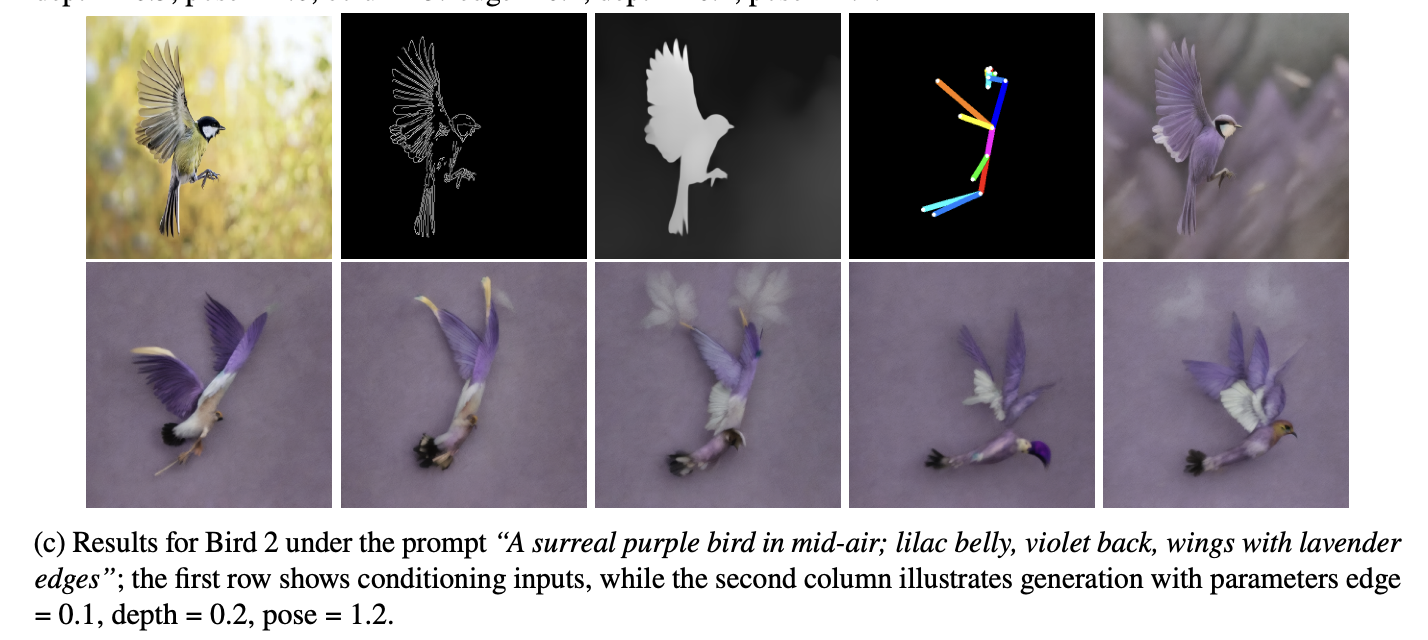 (c) Results for Bird 2 under the prompt “A surreal purple bird in mid-air; lilac belly, violet back, wings with lavender
edges”; the first row shows conditioning inputs, while the second column illustrates generation with parameters edge
= 0.1, depth = 0.2, pose = 1.2.